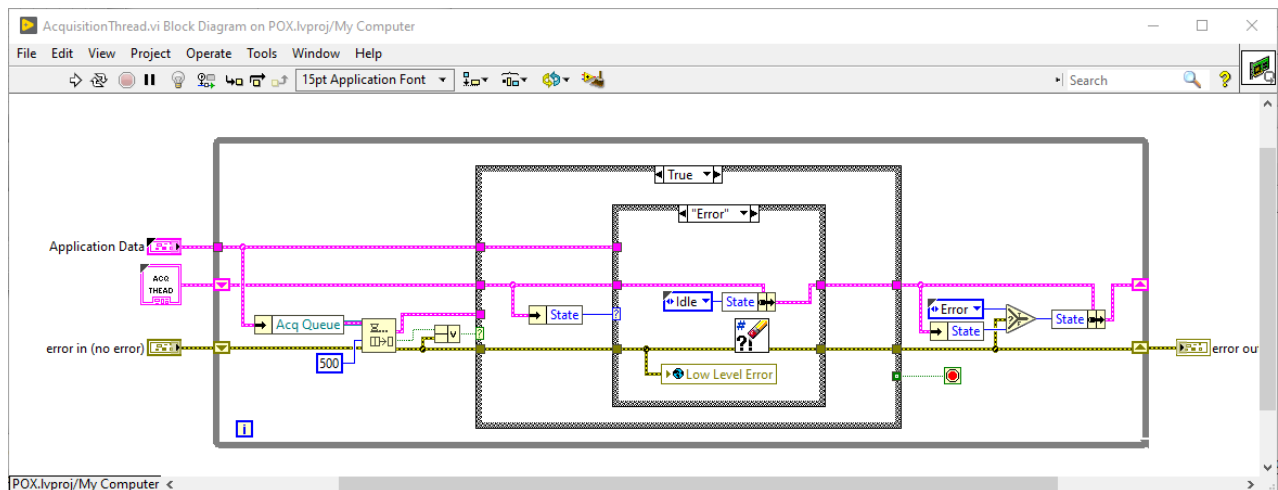 AcquisitionThread.vi Block Diagram on POX.lvproj/My Computer
File Edit View Project Operate Tools Window Help
15pt Application Font
Search
True
"Error"
Application Data
ACQ
THEAD
Idle
State
Error
State
State
State
Acq Queue
error in (no error)
500
#
?!
Low Level Error
error ou
i
POX.lvproj/My Computer